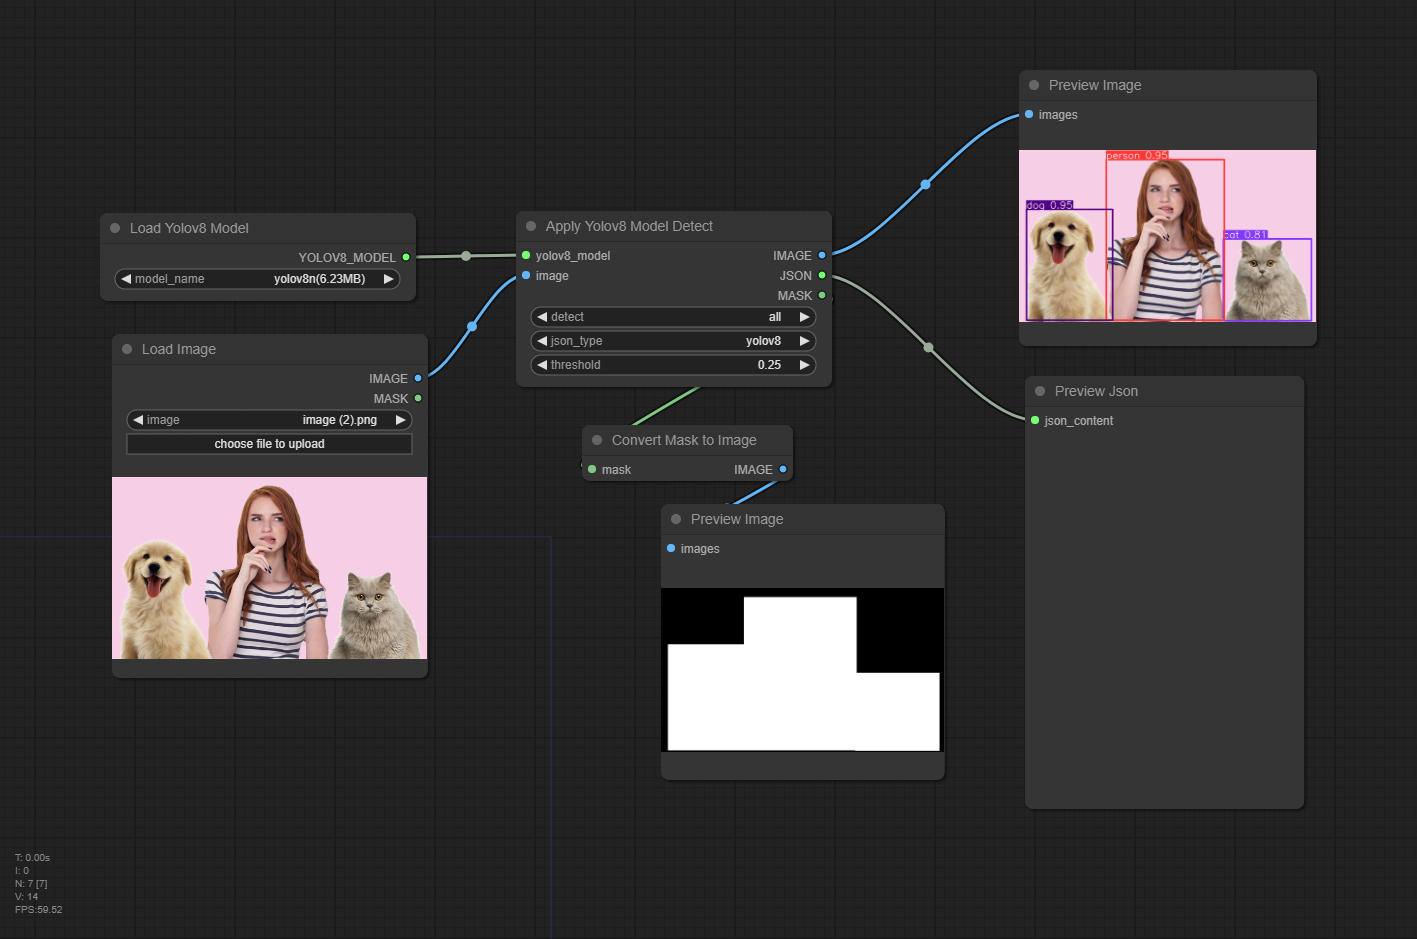 Load Yolov8 Model
YOLOV8_MODEL
model_name yolov8n(6.23MB)
Load Image
IMAGE
MASK
image image (2).png
choose file to upload
Apply Yolov8 Model Detect
yolov8_model IMAGE
image JSON
MASK
detect all
json_type yolov8
threshold 0.25
Convert Mask to Image
mask IMAGE
Preview Image
images
Preview Image
images
person 0.95
dog 0.95
cat 0.81
Preview Json
json_content
T: 0.00s
I: 0
N: 7 [7]
V: 14
FPS:59.52